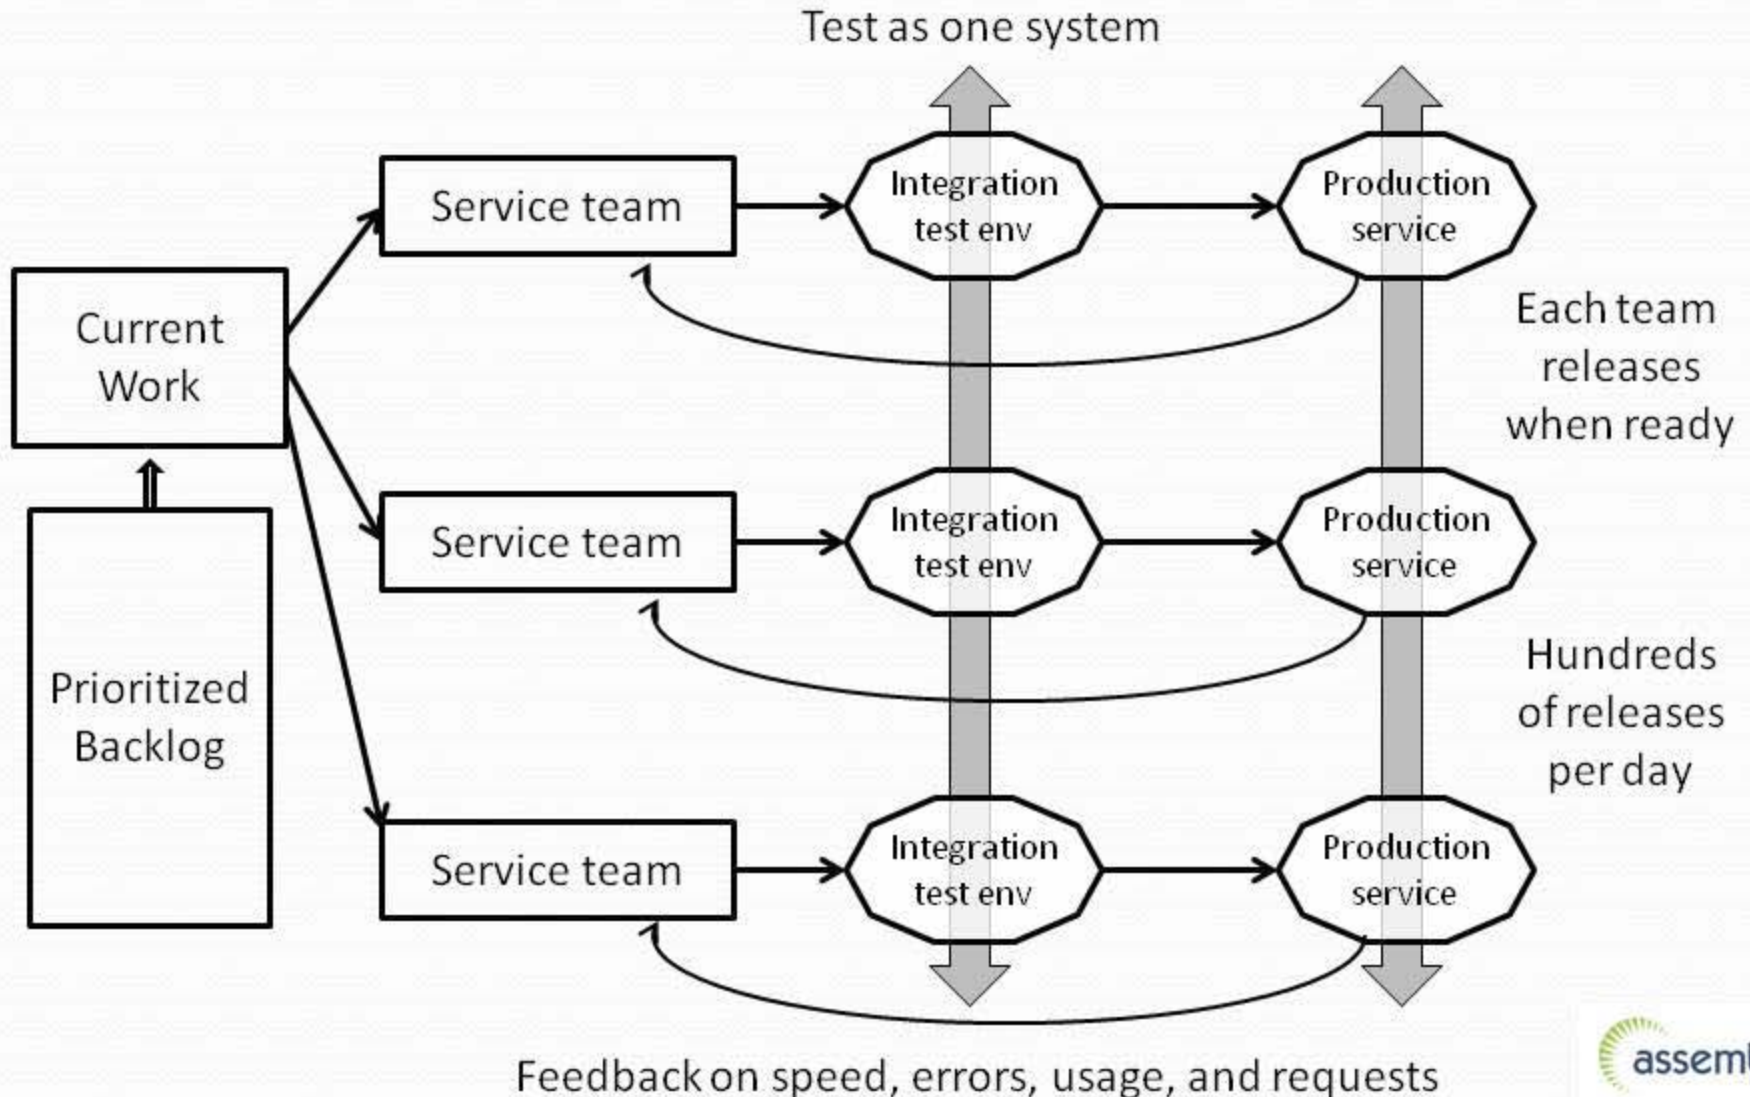 Test as one system
Service team
Integration
test env
Production
service
Current
Work
Each team
releases
when ready
Service team
Integration
test env
Production
service
Prioritized
Backlog
Hundreds
of releases
per day
Service team
Integration
test env
Production
service
Feedback on speed, errors, usage, and requests